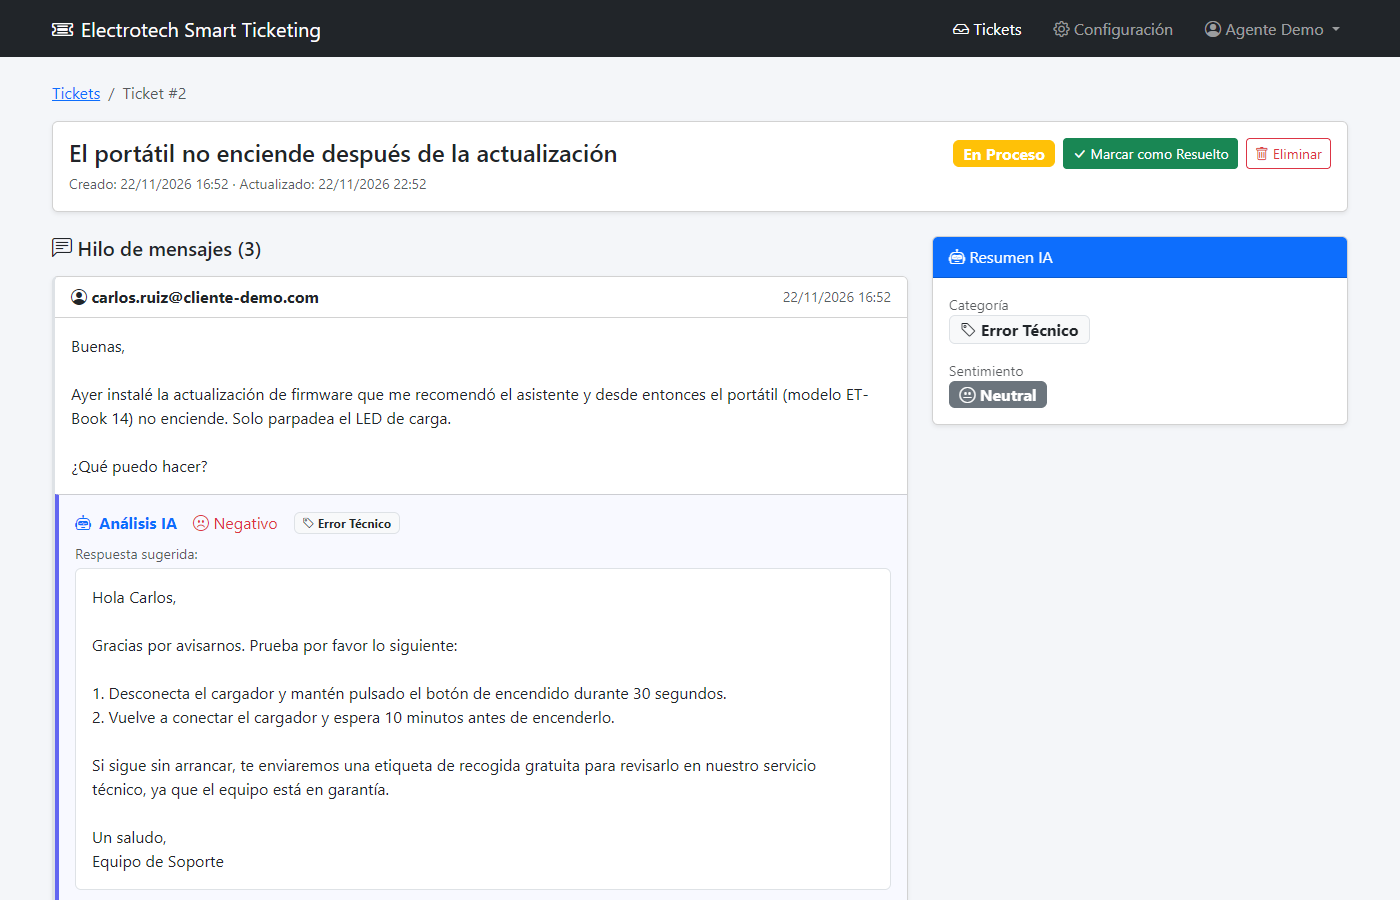 Electrotech Smart Ticketing
Tickets
Configuración
Agente Demo
Tickets / Ticket #2
El portátil no enciende después de la actualización
En Proceso
Marcar como Resuelto
Eliminar
Creado: 22/11/2026 16:52 · Actualizado: 22/11/2026 22:52
Hilo de mensajes (3)
carlos.ruiz@cliente-demo.com
22/11/2026 16:52
Buenas,
Ayer instalé la actualización de firmware que me recomendó el asistente y desde entonces el portátil (modelo ET-
Book 14) no enciende. Solo parpadea el LED de carga.
¿Qué puedo hacer?
Análisis IA
Negativo
Error Técnico
Respuesta sugerida:
Hola Carlos,
Gracias por avisarnos. Prueba por favor lo siguiente:
1. Desconecta el cargador y mantén pulsado el botón de encendido durante 30 segundos.
2. Vuelve a conectar el cargador y espera 10 minutos antes de encenderlo.
Si sigue sin arrancar, te enviaremos una etiqueta de recogida gratuita para revisarlo en nuestro servicio
técnico, ya que el equipo está en garantía.
Un saludo,
Equipo de Soporte
Resumen IA
Categoría
Error Técnico
Sentimiento
Neutral